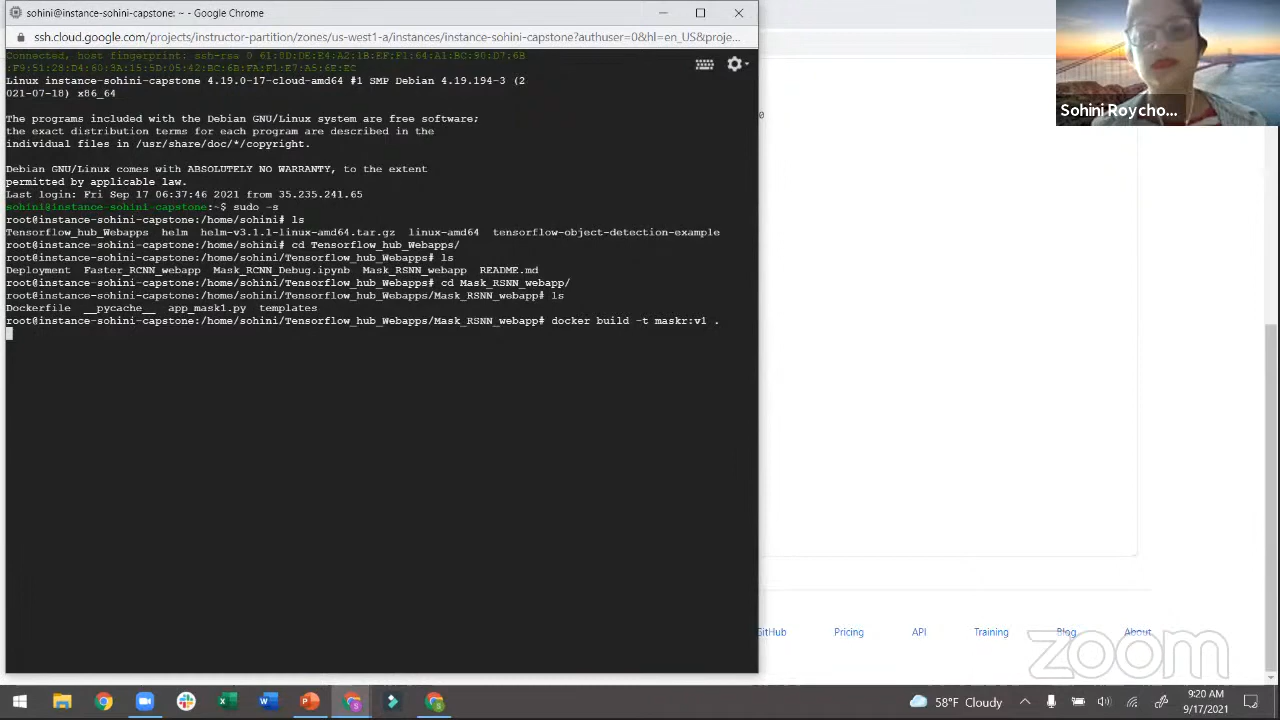 sohini@instance-sohini-capstone: ~ - Google Chrome
ssh.cloud.google.com/projects/instructor-partition/zones/us-west1-a/instances/instance-sohini-capstone?authuser=0&hl=en_US&proje...
Connected, host fingerprint: ssh-rsa 0
Linux instance-sohini-capstone 4.19.0-17-cloud-amd64 #1 SMP Debian 4.19.194-3 (2
021-07-18) x86_64
The programs included with the Debian GNU/Linux system are free software;
the exact distribution terms for each program are described in the
individual files in /usr/share/doc/*/copyright.
Debian GNU/Linux comes with ABSOLUTELY NO WARRANTY, to the extent
permitted by applicable law.
Last login: Fri Sep 17 06:37:46 2021 from 35.235.241.65
sohini@instance-sohini-capstone:~$ sudo -s
root@instance-sohini-capstone:/home/sohini# ls
Tensorflow_hub_Webapps  helm  helm-v3.1.1-linux-amd64.tar.gz  linux-amd64  tensorflow-object-detection-example
root@instance-sohini-capstone:/home/sohini# cd Tensorflow_hub_Webapps/
root@instance-sohini-capstone:/home/sohini/Tensorflow_hub_Webapps# ls
Deployment  Faster_RCNN_webapp  Mask_RCNN_Debug.ipynb  Mask_RSNN_webapp  README.md
root@instance-sohini-capstone:/home/sohini/Tensorflow_hub_Webapps# cd Mask_RSNN_webapp/
root@instance-sohini-capstone:/home/sohini/Tensorflow_hub_Webapps/Mask_RSNN_webapp# ls
Dockerfile  __pycache__  app_mask1.py  templates
root@instance-sohini-capstone:/home/sohini/Tensorflow_hub_Webapps/Mask_RSNN_webapp# docker build -t maskr:v1 .
Sohini Roycho...
GitHub Pricing API Training Blog About
zoom
58°F Cloudy
9:20 AM
9/17/2021